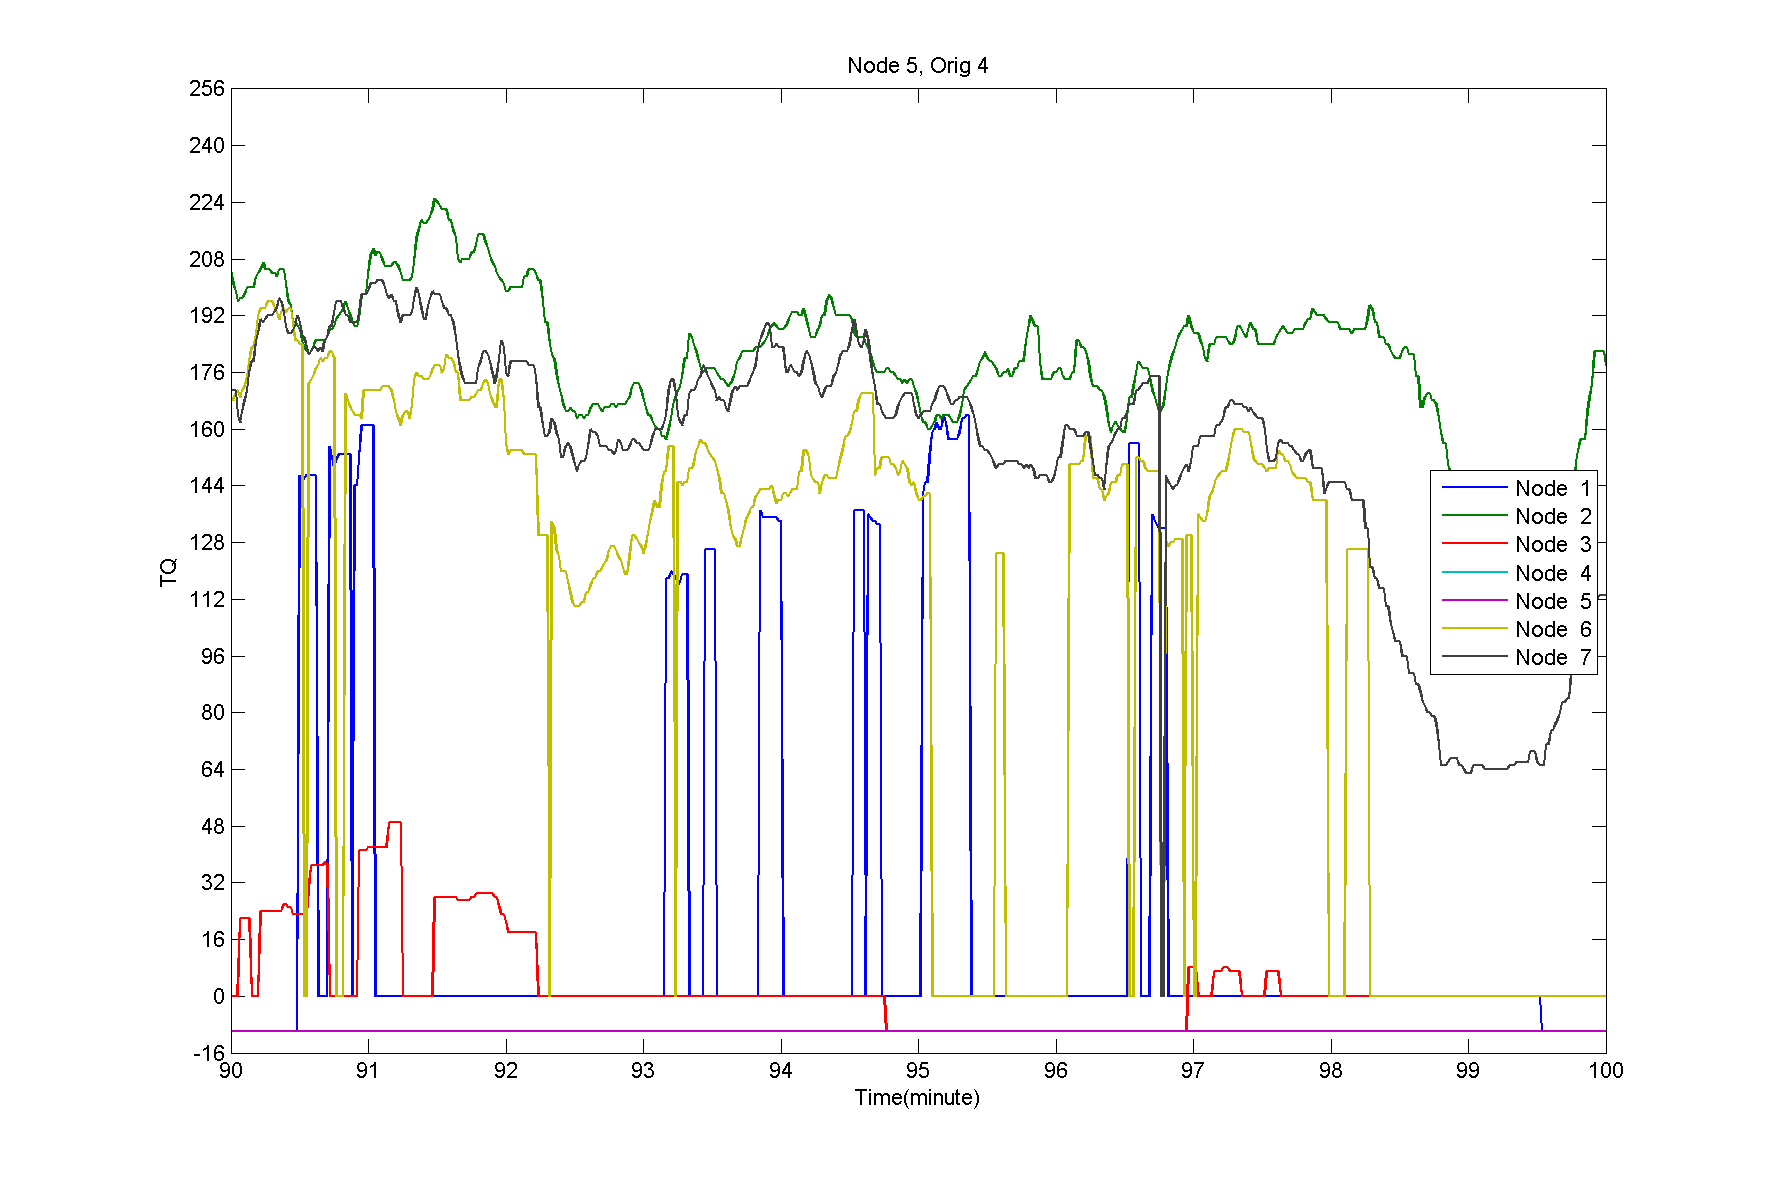 Node 5, Orig 4
256
240
224
208
192
176
160
144
128
112
96
80
64
48
32
16
0
-16
TQ
90 91 92 93 94 95 96 97 98 99 100
Time(minute)
Node 1
Node 2
Node 3
Node 4
Node 5
Node 6
Node 7